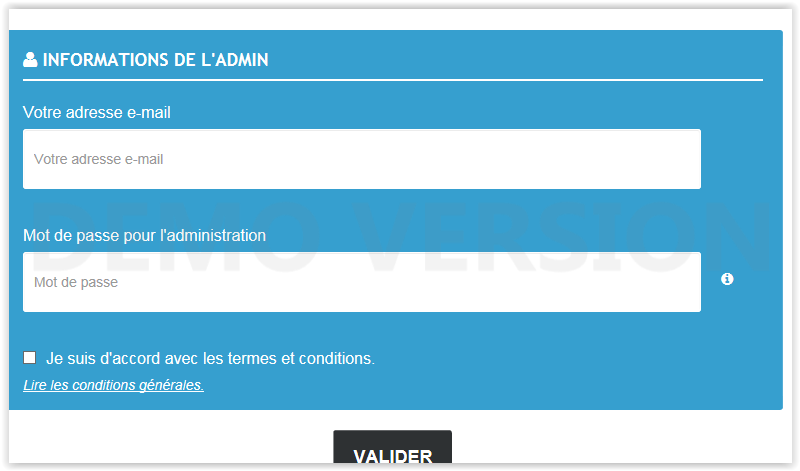 INFORMATIONS DE L'ADMIN
Votre adresse e-mail
Votre adresse e-mail
DEMO VERSION
Mot de passe pour l'administration
Mot de passe
Je suis d'accord avec les termes et conditions.
Lire les conditions générales.
VALIDER